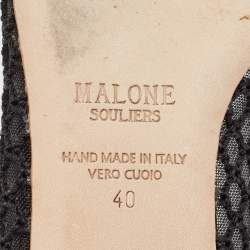 MALONE
SOULIERS
HAND MADE IN ITALY
VERO CUOIO
40